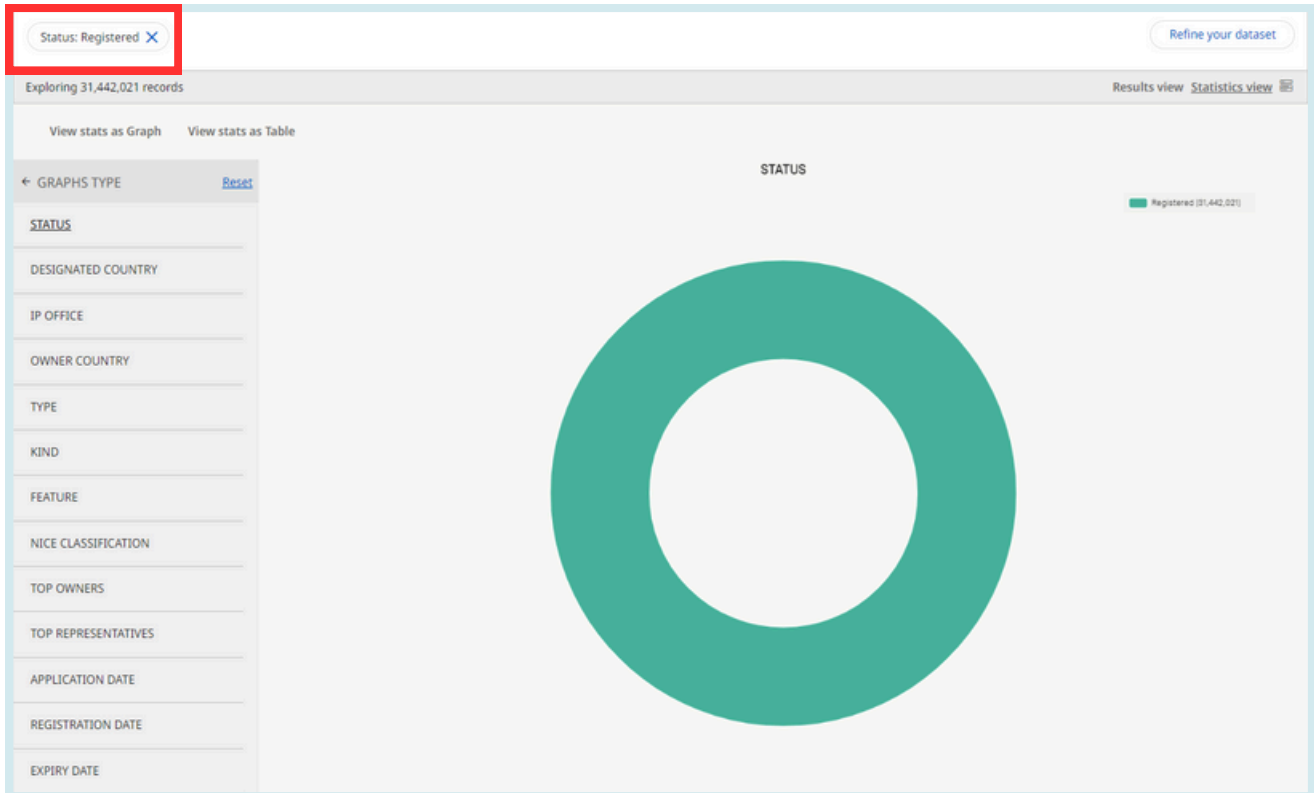 Status: Registered ✕
Refine your dataset
Exploring 31,442,021 records
Results view Statistics view
View stats as Graph View stats as Table
← GRAPHS TYPE Reset
STATUS
DESIGNATED COUNTRY
IP OFFICE
OWNER COUNTRY
TYPE
KIND
FEATURE
NICE CLASSIFICATION
TOP OWNERS
TOP REPRESENTATIVES
APPLICATION DATE
REGISTRATION DATE
EXPIRY DATE
STATUS
Registered (31,442,021)